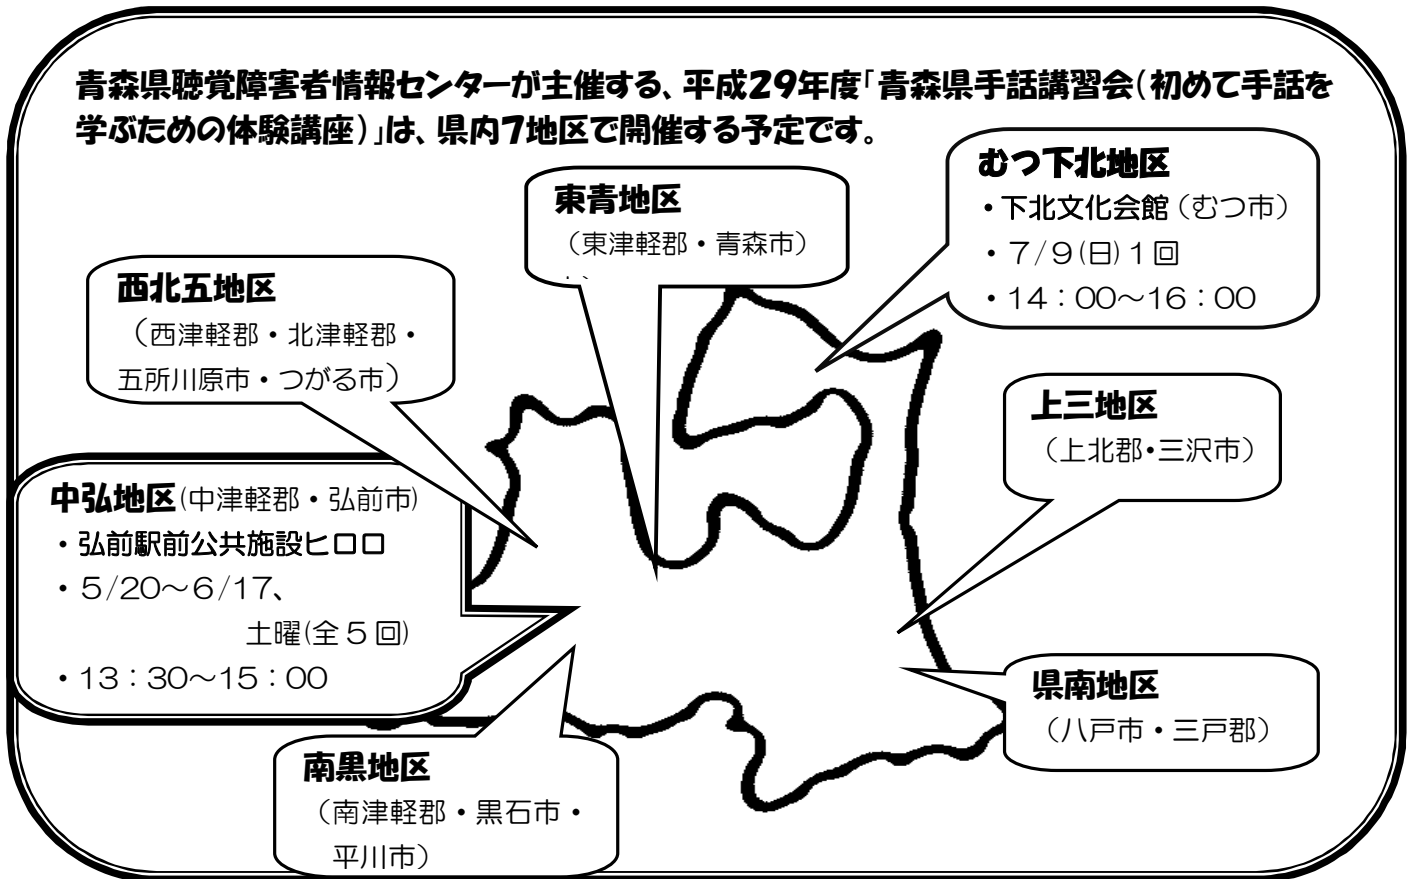 青森県聴覚障害者情報センターが主催する、平成29年度「青森県手話講習会(初めて手話を
学ぶための体験講座)」は、県内7地区で開催する予定です。
むつ下北地区
・下北文化会館(むつ市)
・7/9(日)1回
・14:00〜16:00
東青地区
(東津軽郡・青森市)
西北五地区
(西津軽郡・北津軽郡・
五所川原市・つがる市)
上三地区
(上北郡・三沢市)
中弘地区(中津軽郡・弘前市)
・弘前駅前公共施設ヒロロ
・5/20〜6/17、
土曜(全5回)
・13:30〜15:00
県南地区
(八戸市・三戸郡)
南黒地区
(南津軽郡・黒石市・
平川市)